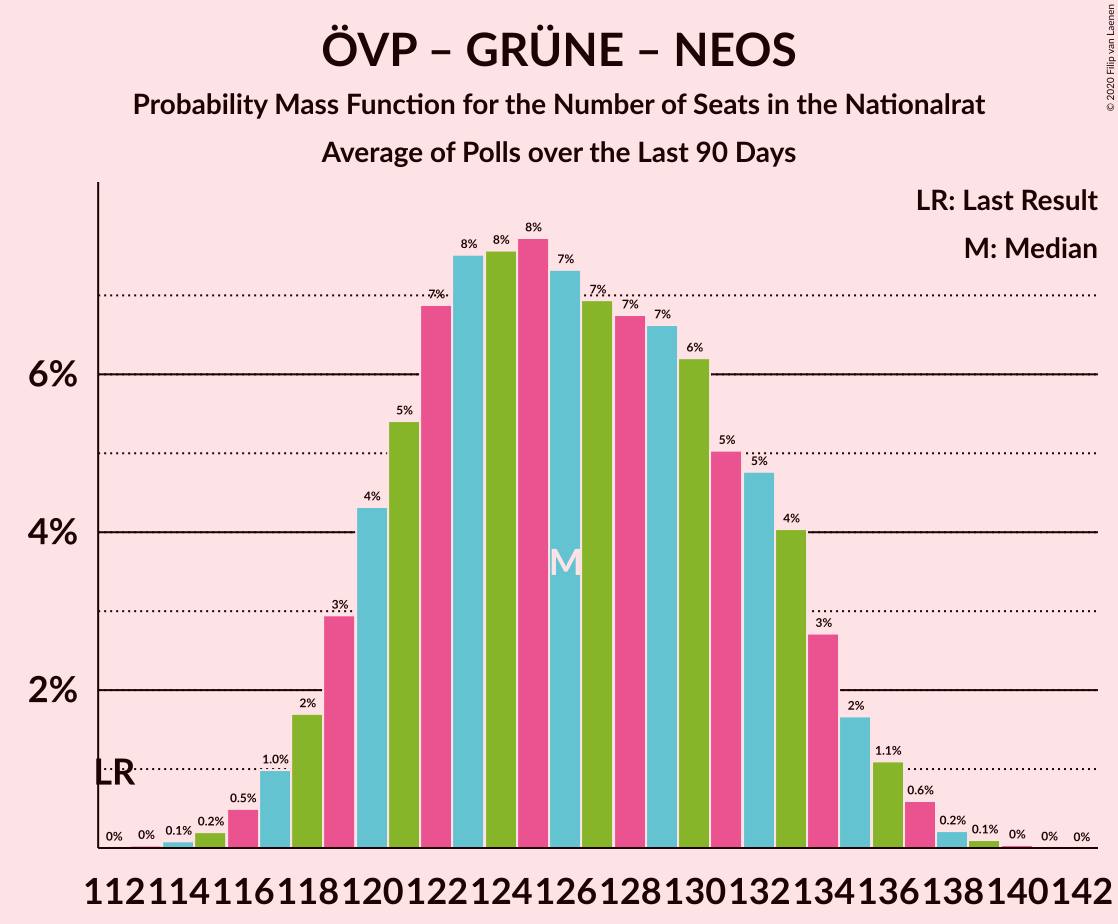 ÖVP – GRÜNE – NEOS
Probability Mass Function for the Number of Seats in the Nationalrat
Average of Polls over the Last 90 Days
© 2020 Filip van Laenen
LR: Last Result
M: Median
6%
4%
2%
LR
M
0% 0% 0.1% 0.2% 0.5% 1.0% 2% 3% 4% 5% 7% 8% 8% 8% 7% 7% 7% 7% 6% 5% 5% 4% 3% 2% 1.1% 0.6% 0.2% 0.1% 0% 0% 0%
112 114 116 118 120 122 124 126 128 130 132 134 136 138 140 142